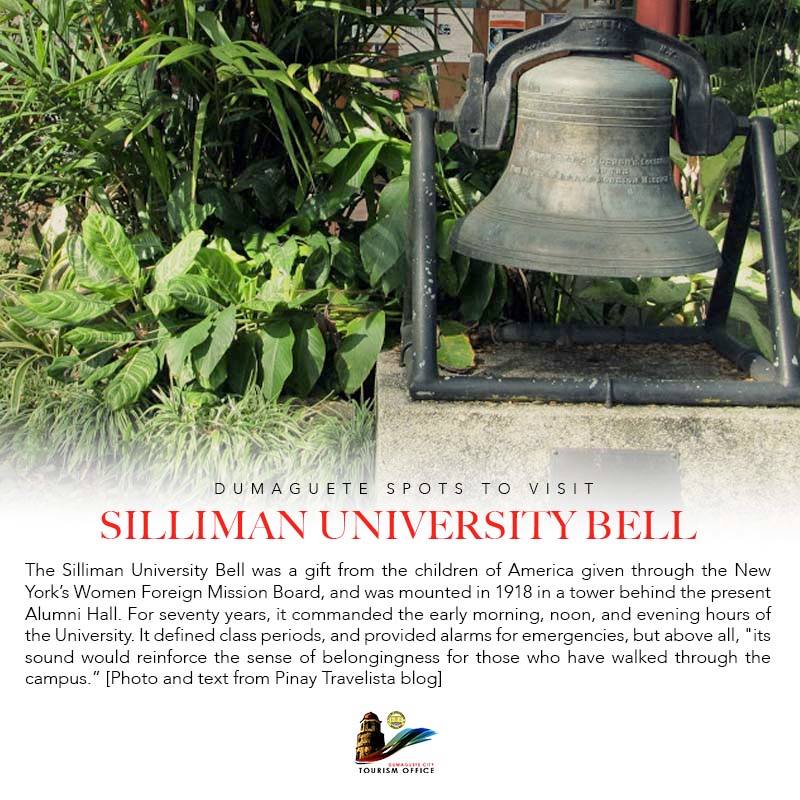 DUMAGUETE SPOTS TO VISIT
SILLIMAN UNIVERSITY BELL
The Silliman University Bell was a gift from the children of America given through the New
York’s Women Foreign Mission Board, and was mounted in 1918 in a tower behind the present
Alumni Hall. For seventy years, it commanded the early morning, noon, and evening hours of
the University. It defined class periods, and provided alarms for emergencies, but above all, "its
sound would reinforce the sense of belongingness for those who have walked through the
campus.” [Photo and text from Pinay Travelista blog]
DUMAGUETE CITY
TOURISM OFFICE